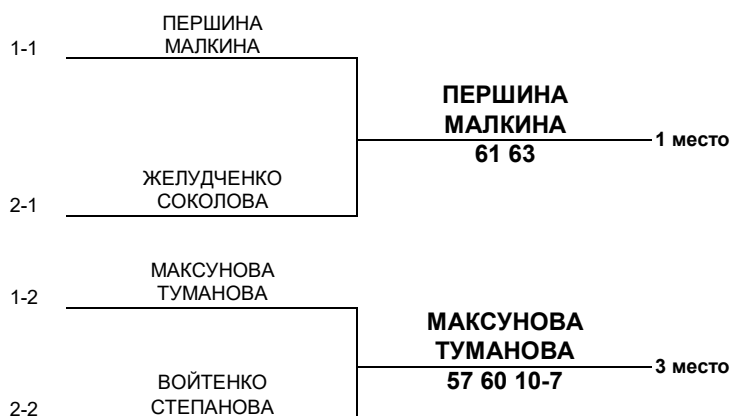 ПЕРШИНА
МАЛКИНА
1-1
ПЕРШИНА
МАЛКИНА
61 63
1 место
ЖЕЛУДЧЕНКО
СОКОЛОВА
2-1
МАКСУНОВА
ТУМАНОВА
1-2
МАКСУНОВА
ТУМАНОВА
57 60 10-7
3 место
ВОЙТЕНКО
СТЕПАНОВА
2-2